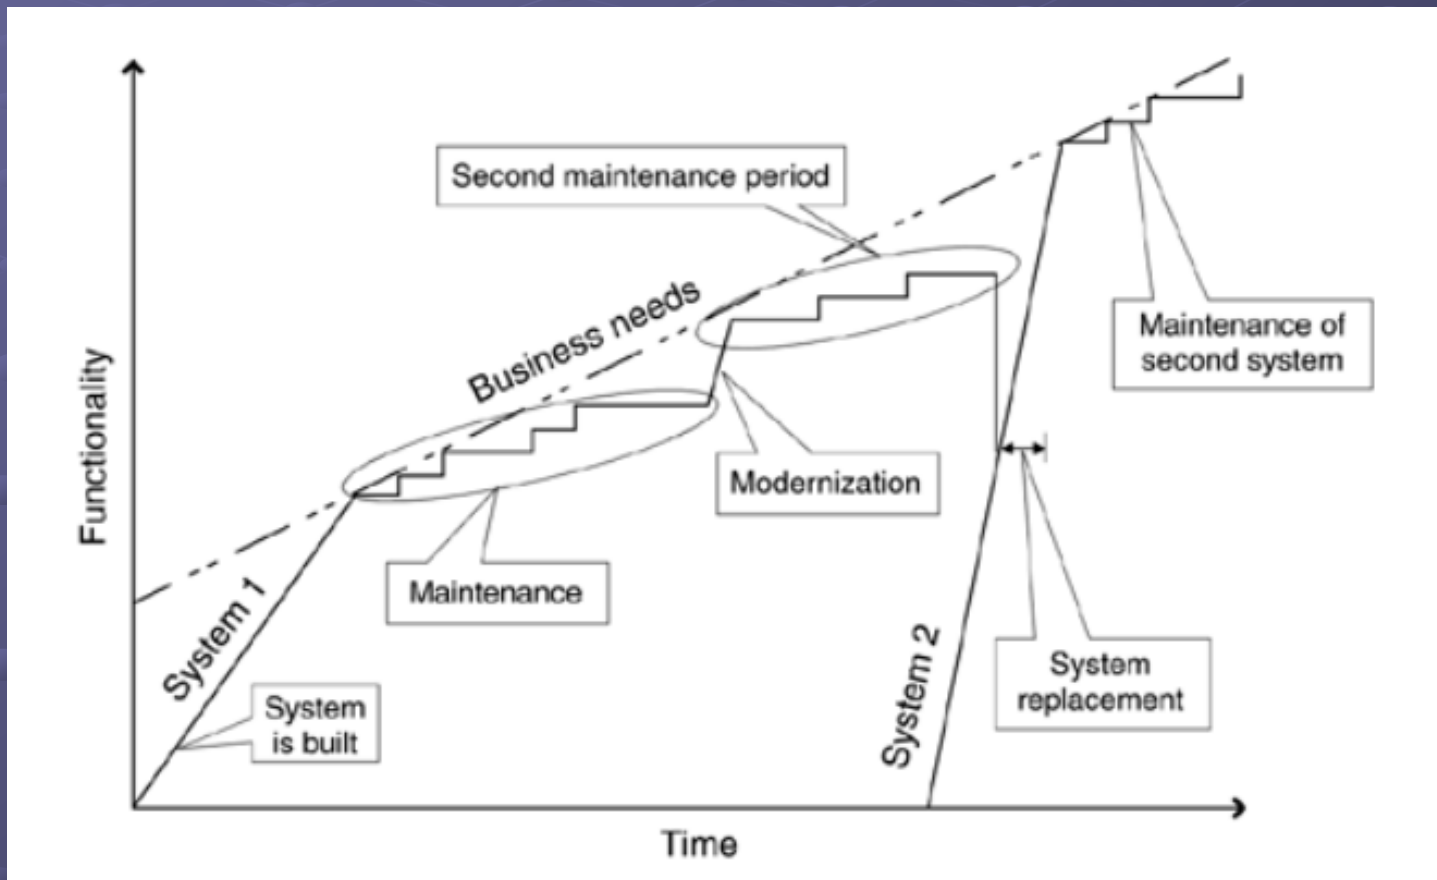 Second maintenance period
Business needs
Maintenance of
second system
Functionality
Modernization
Maintenance
System 1
System 2
System
replacement
System
is built
Time